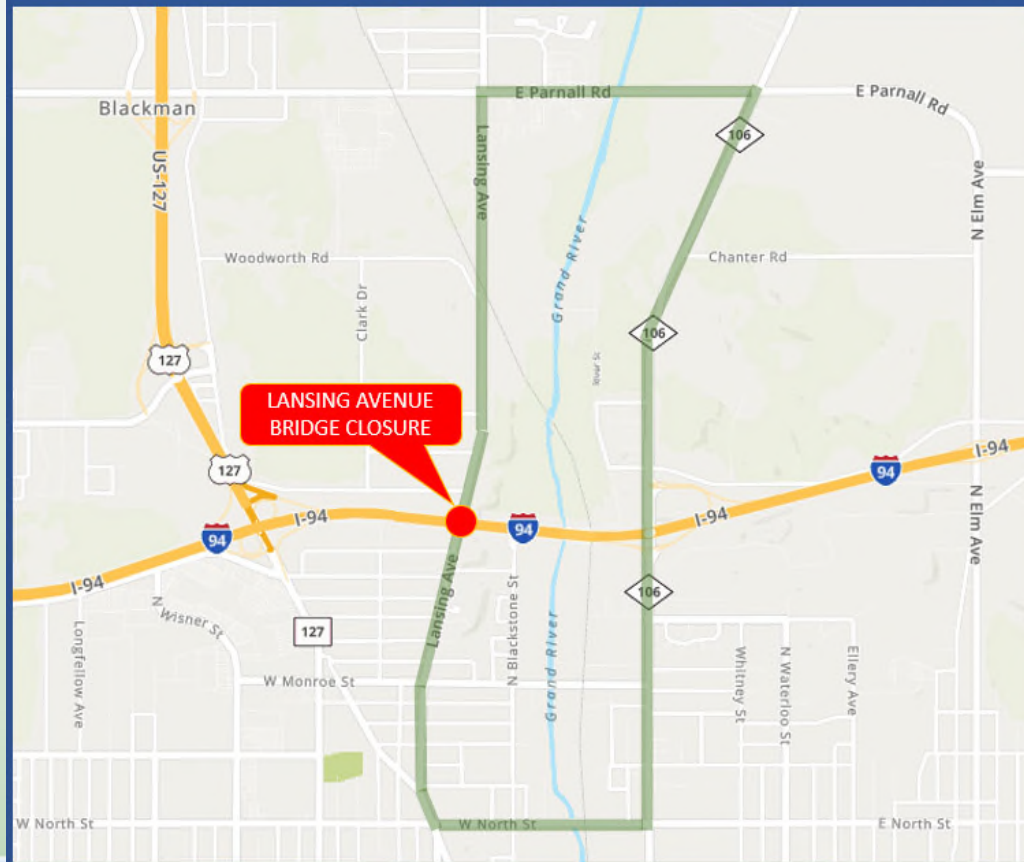 E Parnall Rd
E Parnall Rd
Blackman
106
Lansing Ave
US-127
N Elm Ave
Grand River
Woodworth Rd
Chanter Rd
Clark Dr
106
127
LANSING AVENUE
BRIDGE CLOSURE
127
I-94
94
I-94
94
94
I-94
I-94
N Elm Ave
106
Lansing Ave
N Blackstone St
N Wisner St
Longfellow Ave
127
Grand River
W Monroe St
Whitney St
N Waterloo St
Ellery Ave
W North St
W North St
E North St